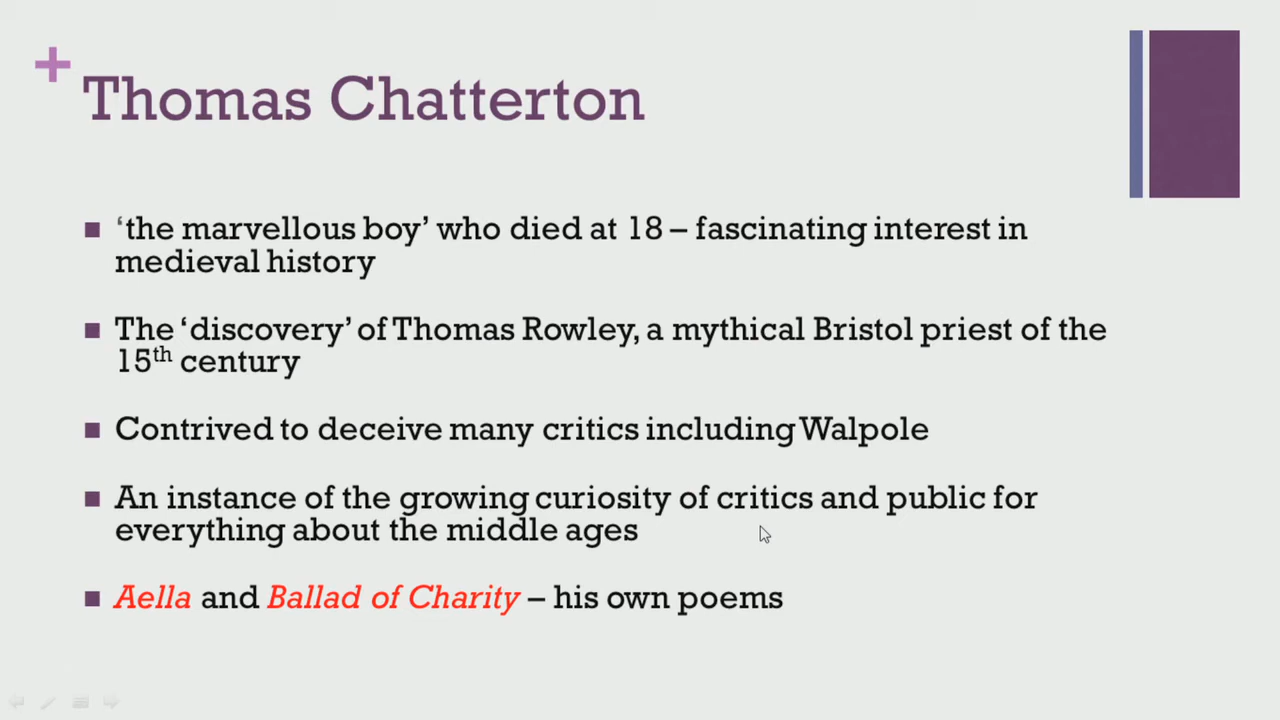 Thomas Chatterton
‘the marvellous boy’ who died at 18 – fascinating interest in
medieval history
The ‘discovery’ of Thomas Rowley, a mythical Bristol priest of the
15th century
Contrived to deceive many critics including Walpole
An instance of the growing curiosity of critics and public for
everything about the middle ages
Aella and Ballad of Charity – his own poems